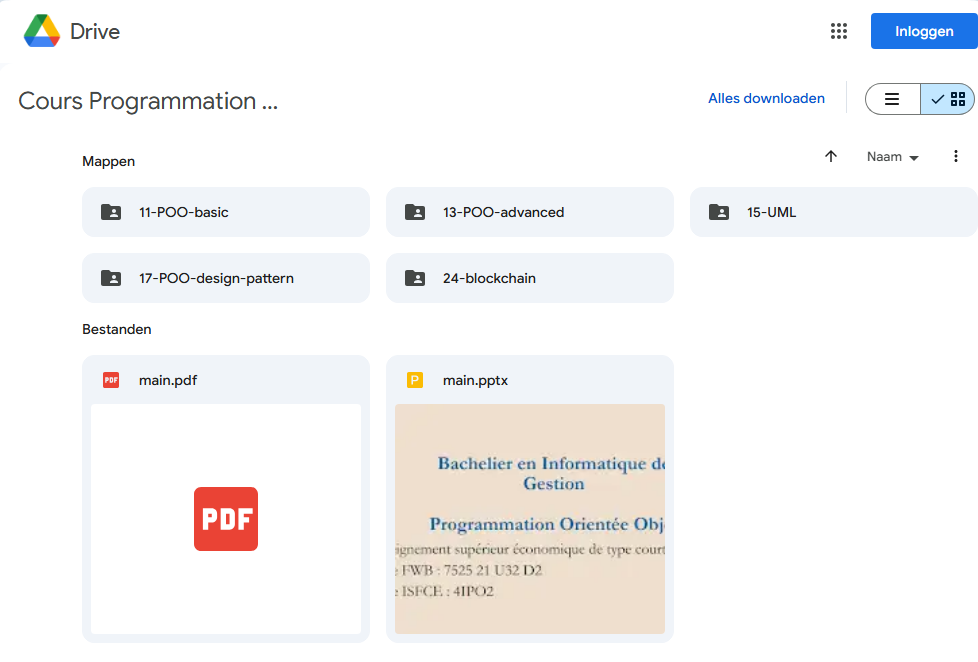 Drive
Inloggen
Cours Programmation ...
Alles downloaden
Mappen
Naam
11-POO-basic
13-POO-advanced
15-UML
17-POO-design-pattern
24-blockchain
Bestanden
PDF main.pdf
P main.pptx
PDF
Bachelier en Informatique de
Gestion
Programmation Orientée Obj
ignement supérieur économique de type court
e FWB : 7525 21 U32 D2
e ISFCE : 4IPO2